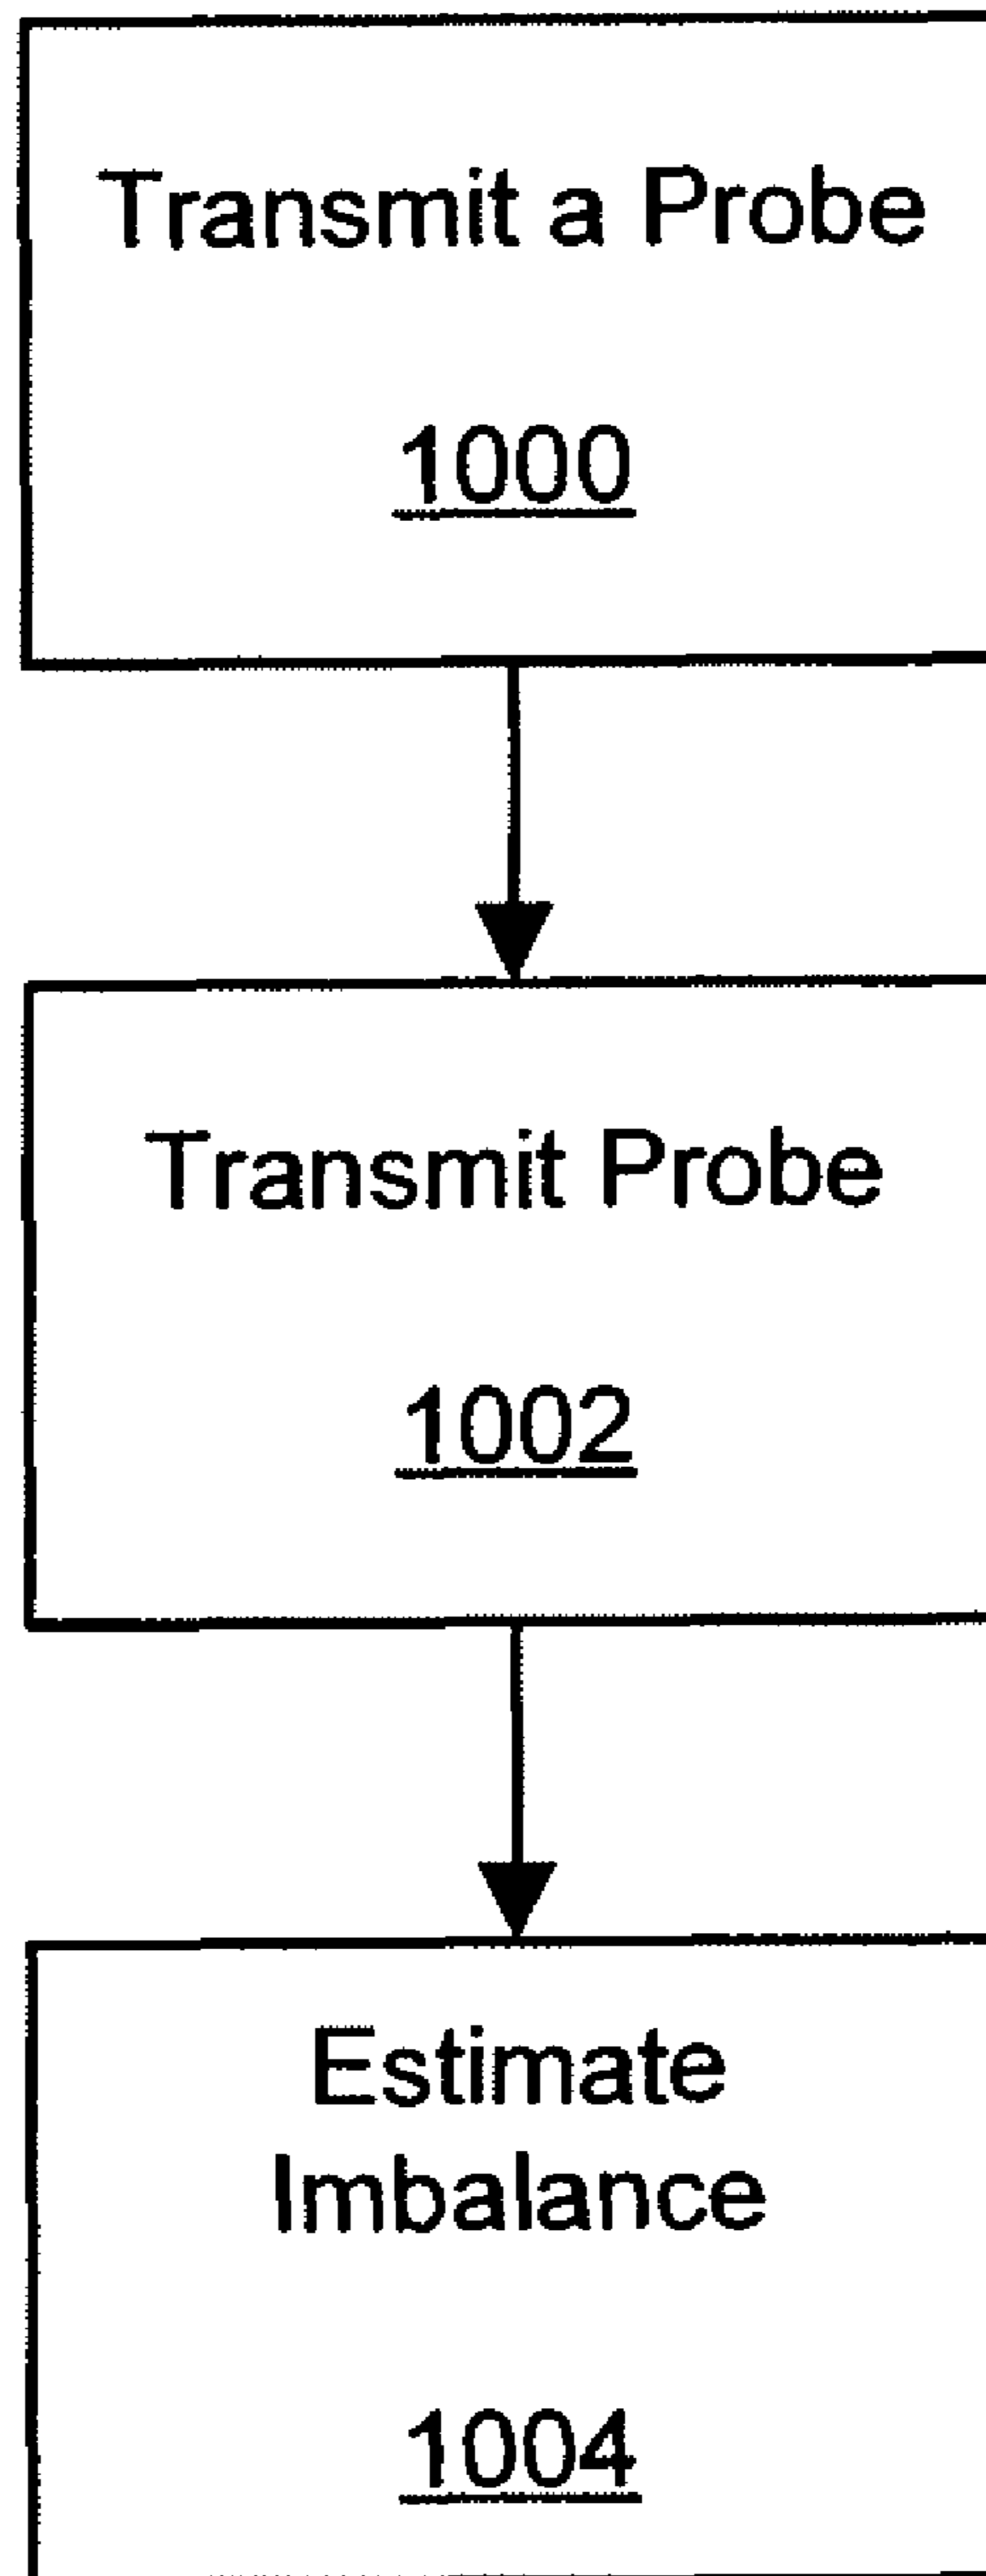 Transmit a Probe
1000
Transmit Probe
1002
Estimate
Imbalance
1004